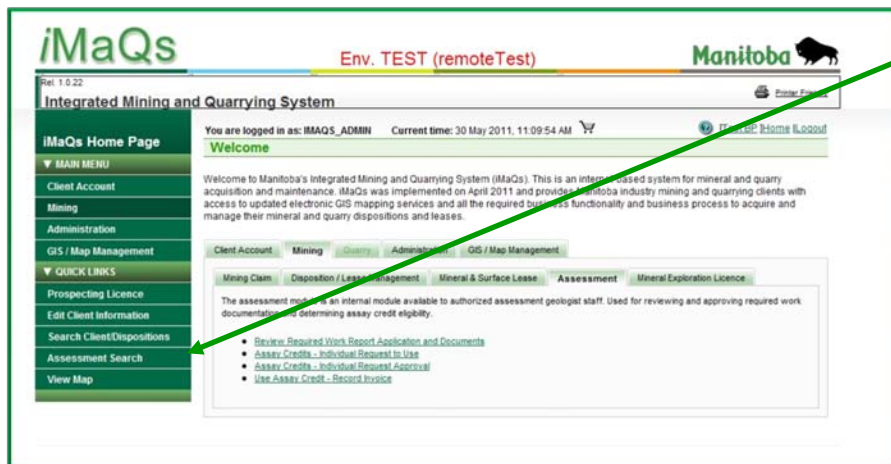 iMaQs
Env. TEST (remoteTest)
Manitoba
Rel. 1.0.22
Integrated Mining and Quarrying System
Printer Friendly
You are logged in as: IMAQS_ADMIN Current time: 30 May 2011, 11:09:54 AM
|Home |Logout
iMaQs Home Page
▼ MAIN MENU
Client Account
Mining
Administration
GIS / Map Management
▼ QUICK LINKS
Prospecting Licence
Edit Client Information
Search Client/Dispositions
Assessment Search
View Map
Welcome
Welcome to Manitoba's Integrated Mining and Quarrying System (iMaQs). This is an internet based system for mineral and quarry
acquisition and maintenance. iMaQs was implemented on April 2011 and provides Manitoba industry mining and quarrying clients with
access to updated electronic GIS mapping services and all the required business functionality and business process to acquire and
manage their mineral and quarry dispositions and leases.
Client Account Mining Quarry Administration GIS / Map Management
Mining Claim Disposition / Lease Management Mineral & Surface Lease Assessment Mineral Exploration Licence
The assessment module is an internal module available to authorized assessment geologist staff. Used for reviewing and approving required work
documentation and determining assay credit eligibility.
• Review Required Work Report Application and Documents
• Assay Credits - Individual Request to Use
• Assay Credits - Individual Request Approval
• Use Assay Credit - Record Invoice